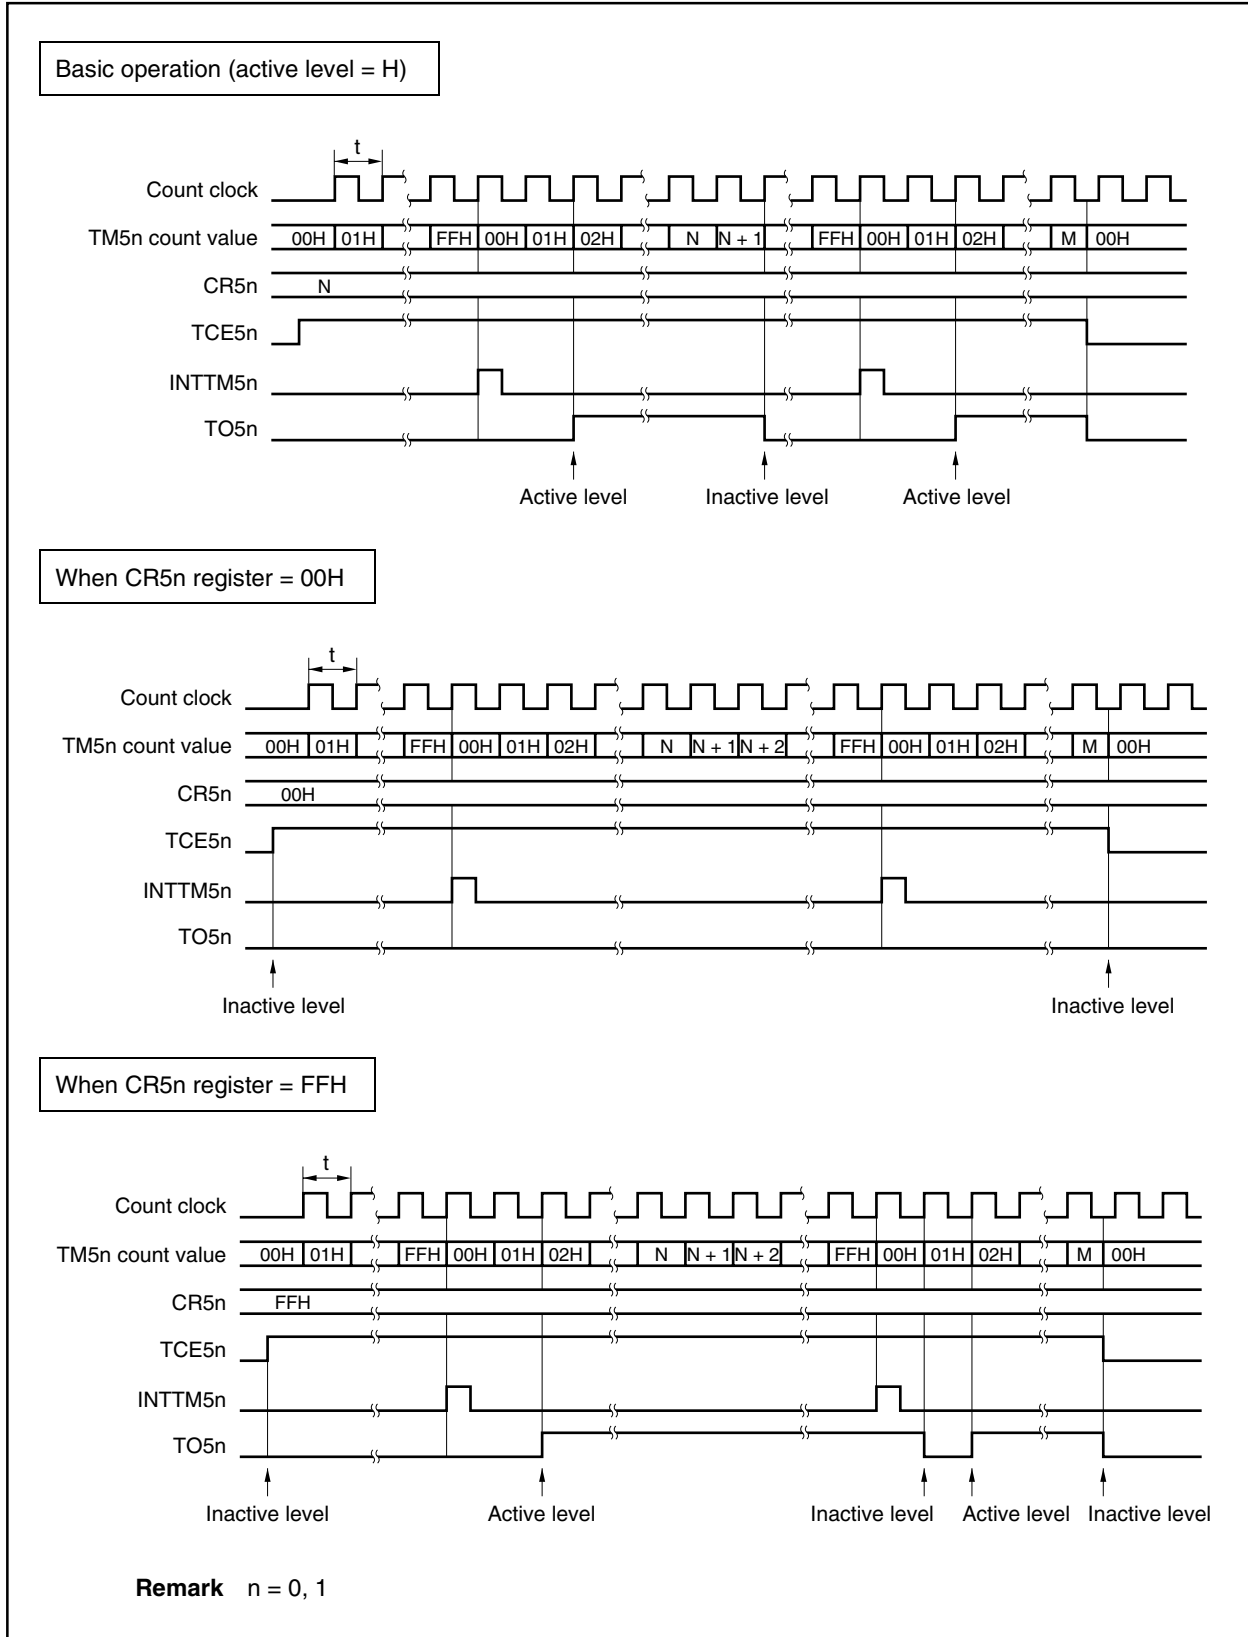 Basic operation (active level = H)
t
Count clock
TM5n count value 00H 01H FFH 00H 01H 02H N N + 1 FFH 00H 01H 02H M 00H
CR5n N
TCE5n
INTTM5n
TO5n
Active level Inactive level Active level
When CR5n register = 00H
t
Count clock
TM5n count value 00H 01H FFH 00H 01H 02H N N + 1 N + 2 FFH 00H 01H 02H M 00H
CR5n 00H
TCE5n
INTTM5n
TO5n
Inactive level Inactive level
When CR5n register = FFH
t
Count clock
TM5n count value 00H 01H FFH 00H 01H 02H N N + 1 N + 2 FFH 00H 01H 02H M 00H
CR5n FFH
TCE5n
INTTM5n
TO5n
Inactive level Active level Inactive level Active level Inactive level
Remark n = 0, 1